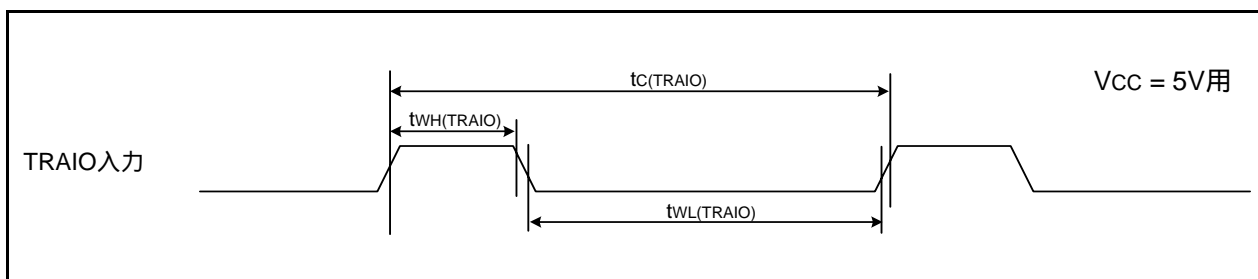 tC(TRAIO)
VCC = 5V用
tWH(TRAIO)
TRAIO入力
tWL(TRAIO)